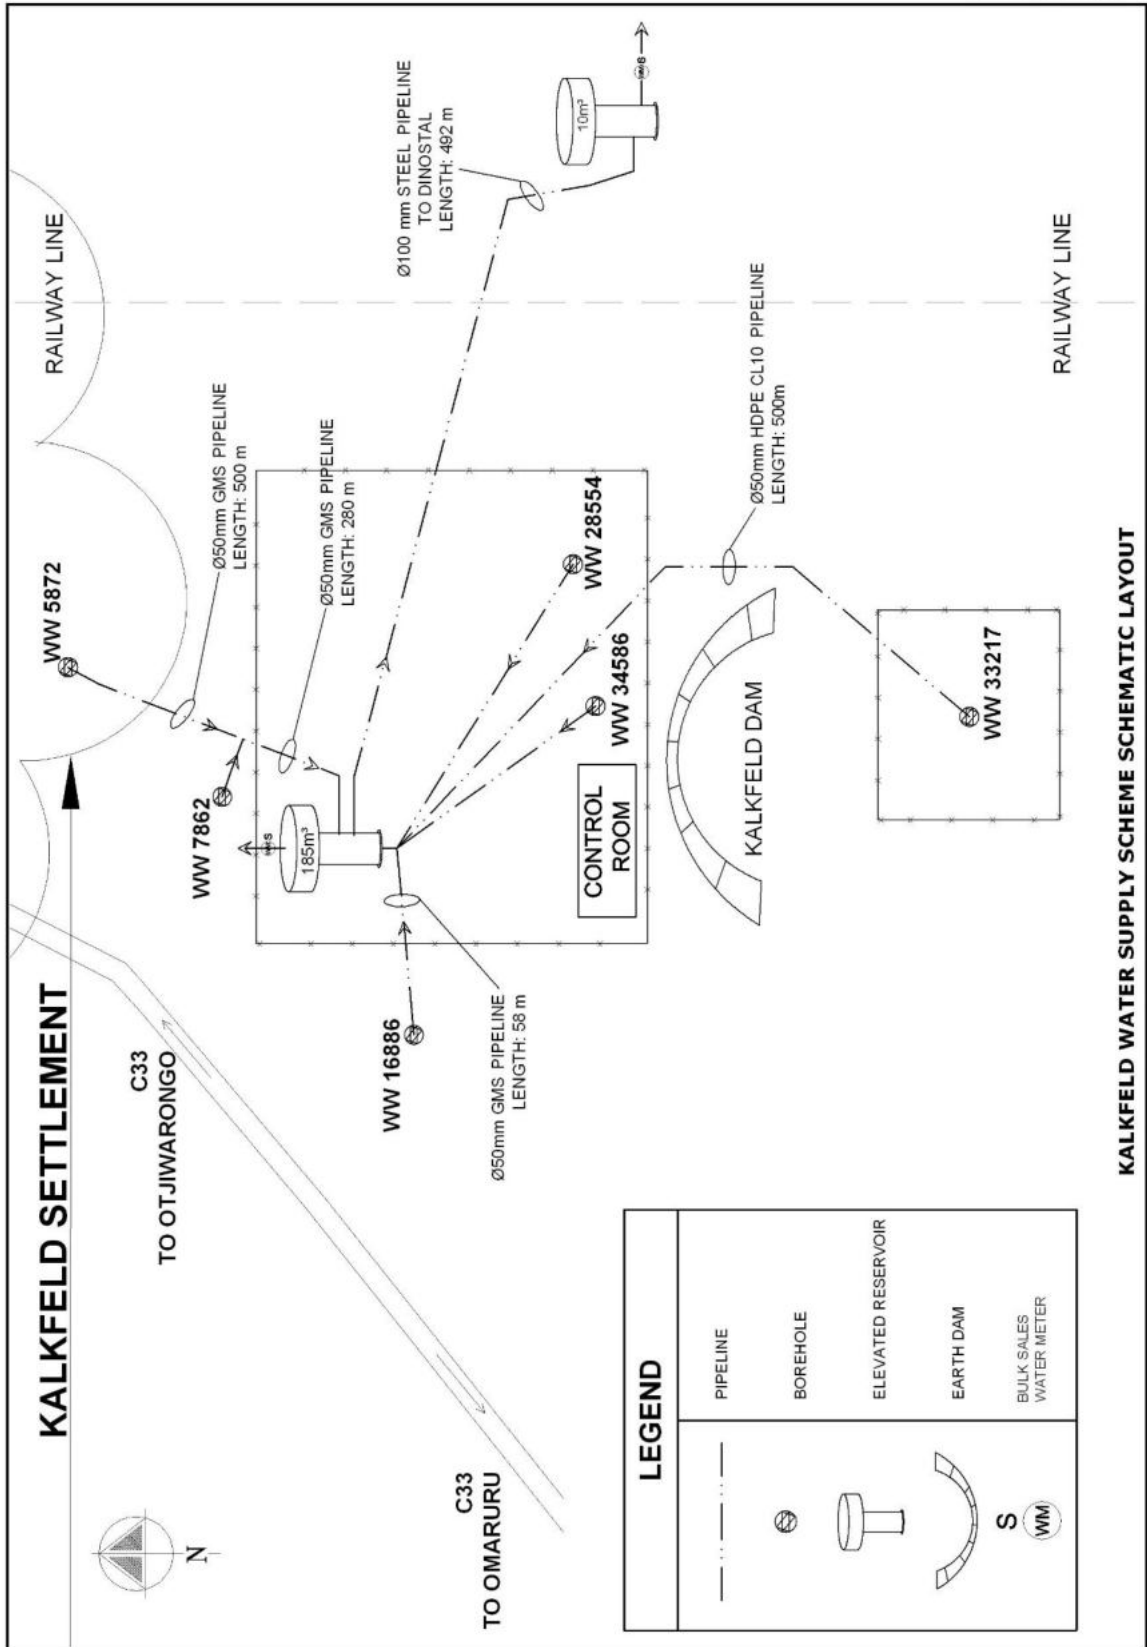 KALKFELD SETTLEMENT
C33
TO OTJIWARONGO
C33
TO OMARURU
N
WW 5872
WW 7862
Ø50mm GMS PIPELINE
LENGTH: 500 m
Ø50mm GMS PIPELINE
LENGTH: 280 m
RAILWAY LINE
185m³
WM S
WW 16886
Ø50mm GMS PIPELINE
LENGTH: 58 m
Ø100 mm STEEL PIPELINE
TO DINOSTAL
LENGTH: 492 m
10m³
WM S
CONTROL
ROOM
WW 34586
WW 28554
KALKFELD DAM
Ø50mm HDPE CL10 PIPELINE
LENGTH: 500m
WW 33217
RAILWAY LINE
LEGEND
PIPELINE
BOREHOLE
ELEVATED RESERVOIR
EARTH DAM
S
WM
BULK SALES
WATER METER
KALKFELD WATER SUPPLY SCHEME SCHEMATIC LAYOUT